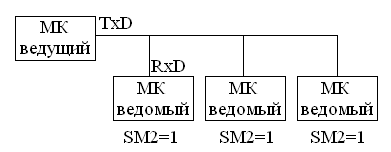 МК TxD
ведущий
RxD
МК МК МК
ведомый ведомый ведомый
SM2=1 SM2=1 SM2=1